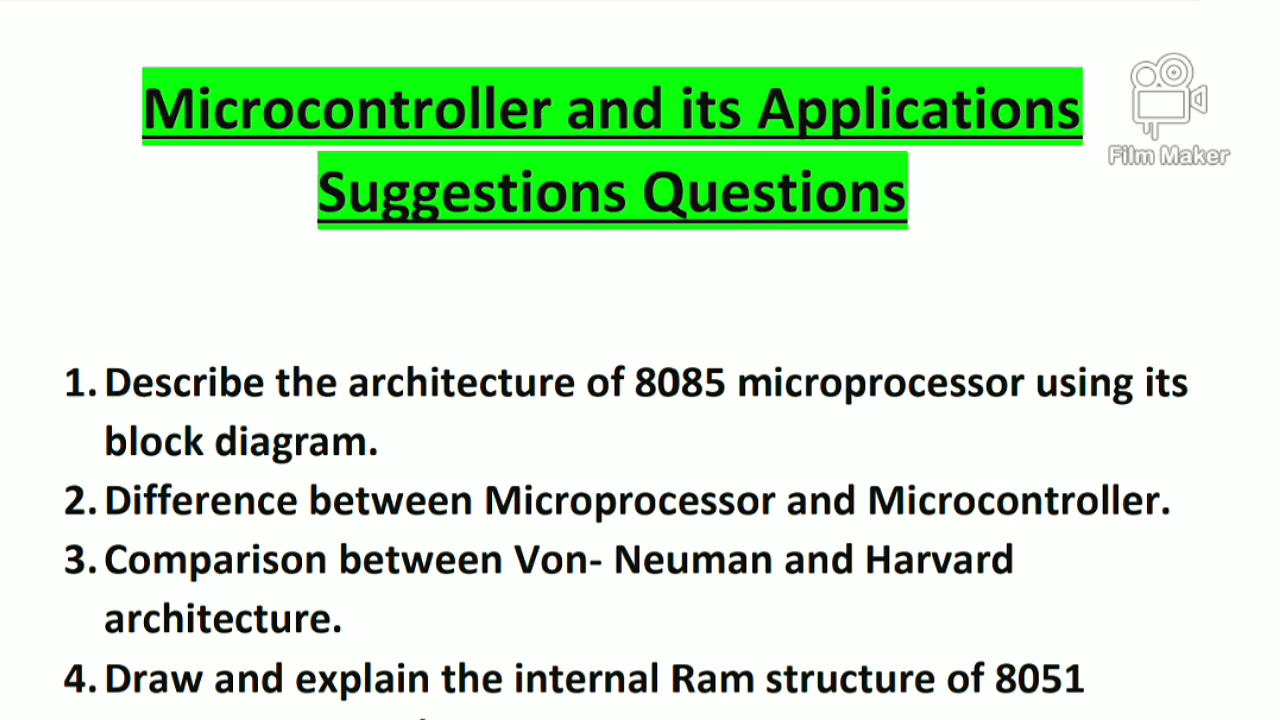 Microcontroller and its Applications
Suggestions Questions
Film Maker
1. Describe the architecture of 8085 microprocessor using its
block diagram.
2. Difference between Microprocessor and Microcontroller.
3. Comparison between Von- Neuman and Harvard
architecture.
4. Draw and explain the internal Ram structure of 8051